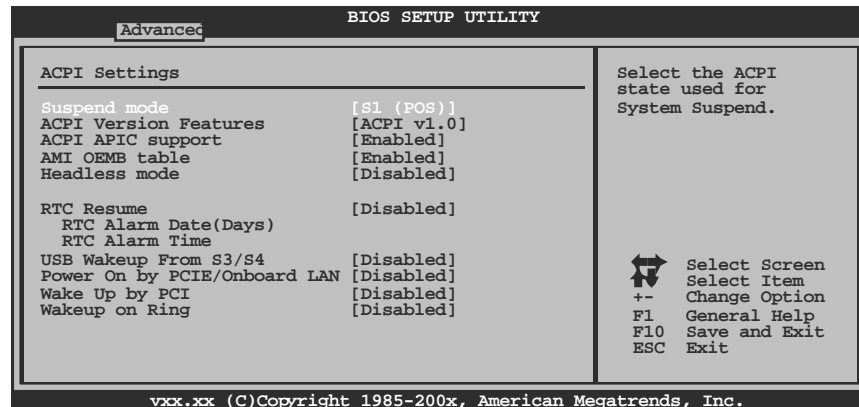 BIOS SETUP UTILITY
Advanced
ACPI Settings
Suspend mode [S1 (POS)]
ACPI Version Features [ACPI v1.0]
ACPI APIC support [Enabled]
AMI OEMB table [Enabled]
Headless mode [Disabled]
RTC Resume [Disabled]
RTC Alarm Date(Days)
RTC Alarm Time
USB Wakeup From S3/S4 [Disabled]
Power On by PCIE/Onboard LAN [Disabled]
Wake Up by PCI [Disabled]
Wakeup on Ring [Disabled]
Select the ACPI
state used for
System Suspend.
Select Screen
Select Item
+- Change Option
F1 General Help
F10 Save and Exit
ESC Exit
vxx.xx (C)Copyright 1985-200x, American Megatrends, Inc.